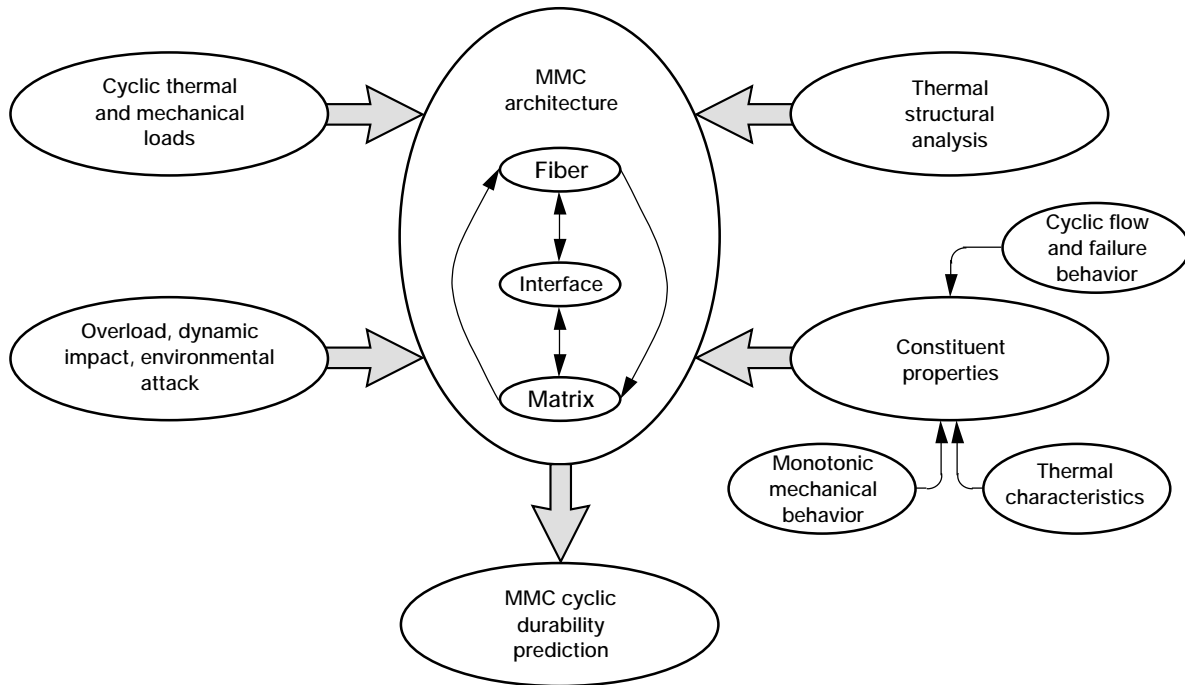 Cyclic thermal
and mechanical
loads
MMC
architecture
Thermal
structural
analysis
Fiber
Interface
Matrix
Cyclic flow
and failure
behavior
Overload, dynamic
impact, environmental
attack
Constituent
properties
Monotonic
mechanical
behavior
Thermal
characteristics
MMC cyclic
durability
prediction